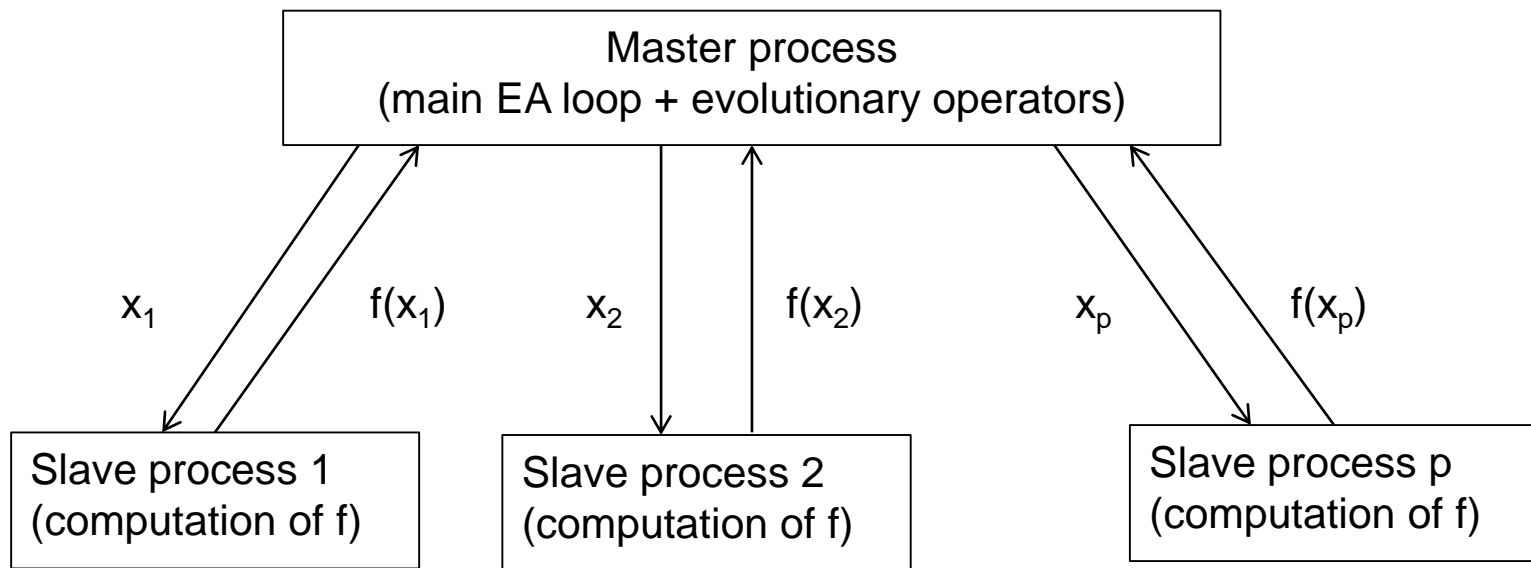 Master process
(main EA loop + evolutionary operators)
x₁
f(x₁)
x₂
f(x₂)
xₚ
f(xₚ)
Slave process 1
(computation of f)
Slave process 2
(computation of f)
Slave process p
(computation of f)